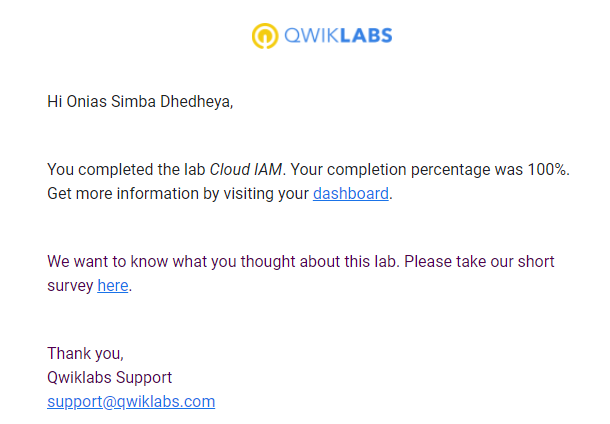 QWIKLABS
Hi Onias Simba Dhedheya,
You completed the lab Cloud IAM. Your completion percentage was 100%.
Get more information by visiting your dashboard.
We want to know what you thought about this lab. Please take our short
survey here.
Thank you,
Qwiklabs Support
support@qwiklabs.com